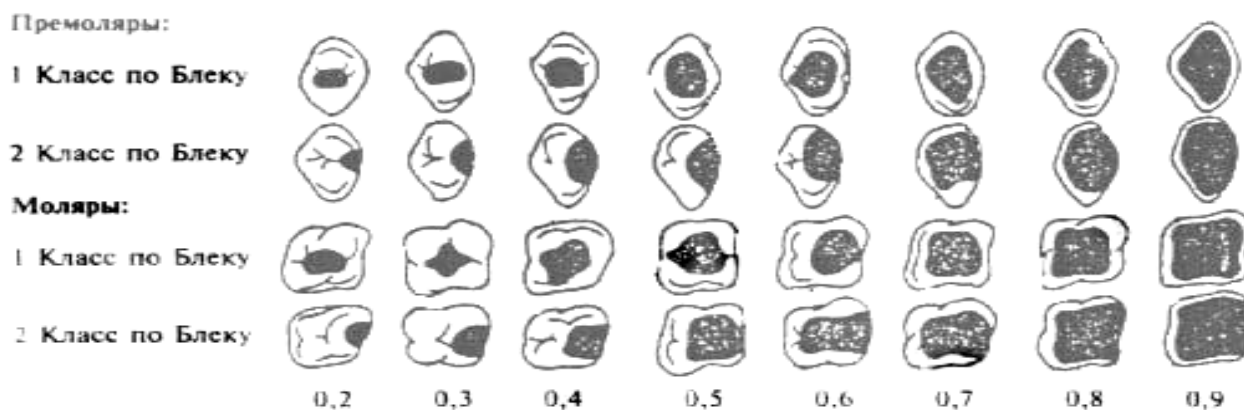 Премоляры:
1 Класс по Блеку
2 Класс по Блеку
Моляры:
1 Класс по Блеку
2 Класс по Блеку
0,2 0,3 0,4 0,5 0,6 0,7 0,8 0,9